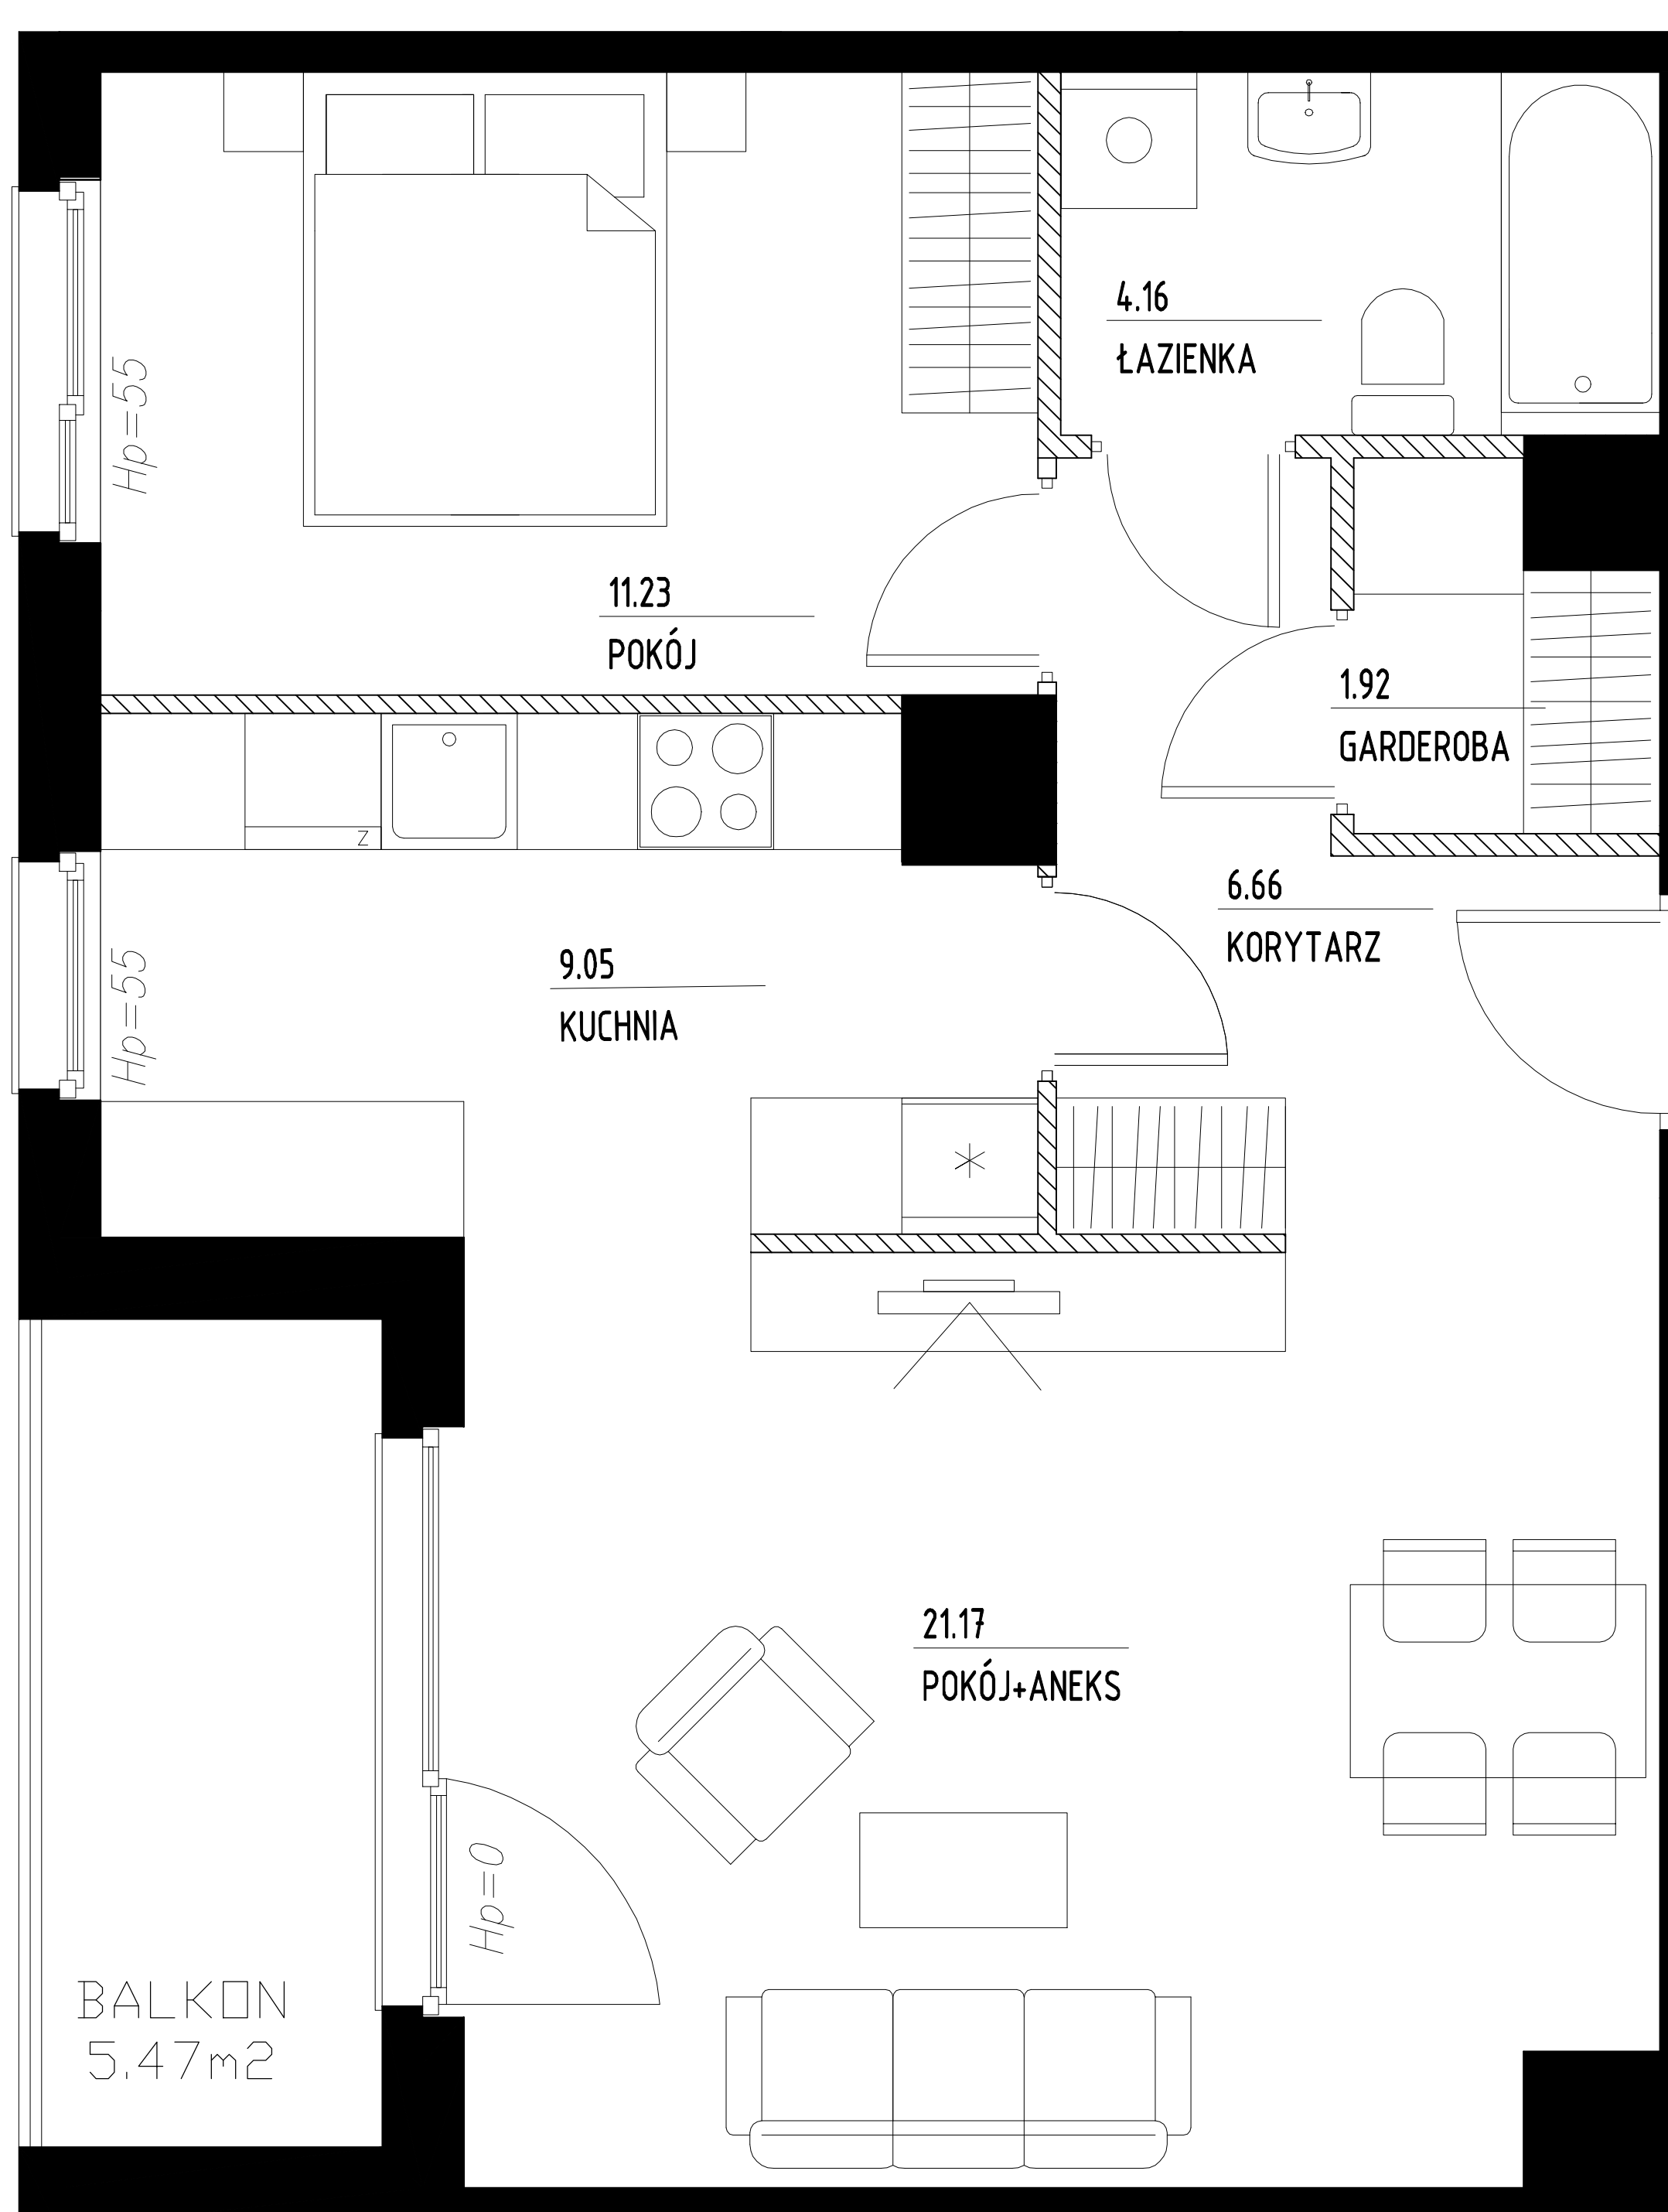 4.16
ŁAZIENKA
Hp=55
11.23
POKÓJ
1.92
GARDEROBA
Z
6.66
KORYTARZ
9.05
KUCHNIA
Hp=55
21.17
POKÓJ+ANEKS
Hp=0
BALKON
5.47m2